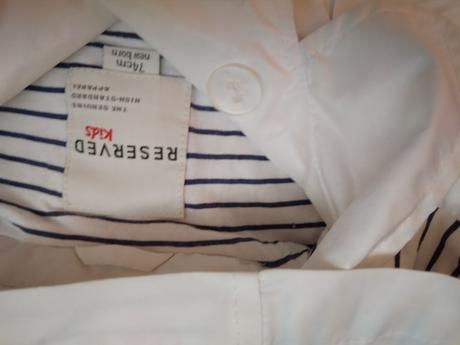 74cm
new born
RESERVED
Kids
THE GENUINE
HIGH-STANDARD
APPAREL